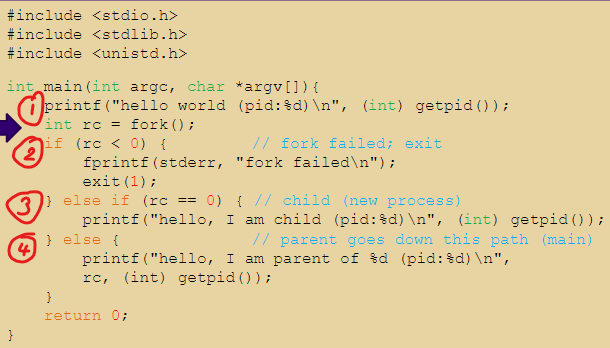 #include <stdio.h>
#include <stdlib.h>
#include <unistd.h>
int main(int argc, char *argv[]){
1 printf("hello world (pid:%d)\n", (int) getpid());
int rc = fork();
2 if (rc < 0) { // fork failed; exit
fprintf(stderr, "fork failed\n");
exit(1);
3 } else if (rc == 0) { // child (new process)
printf("hello, I am child (pid:%d)\n", (int) getpid());
4 } else { // parent goes down this path (main)
printf("hello, I am parent of %d (pid:%d)\n",
rc, (int) getpid());
}
return 0;
}